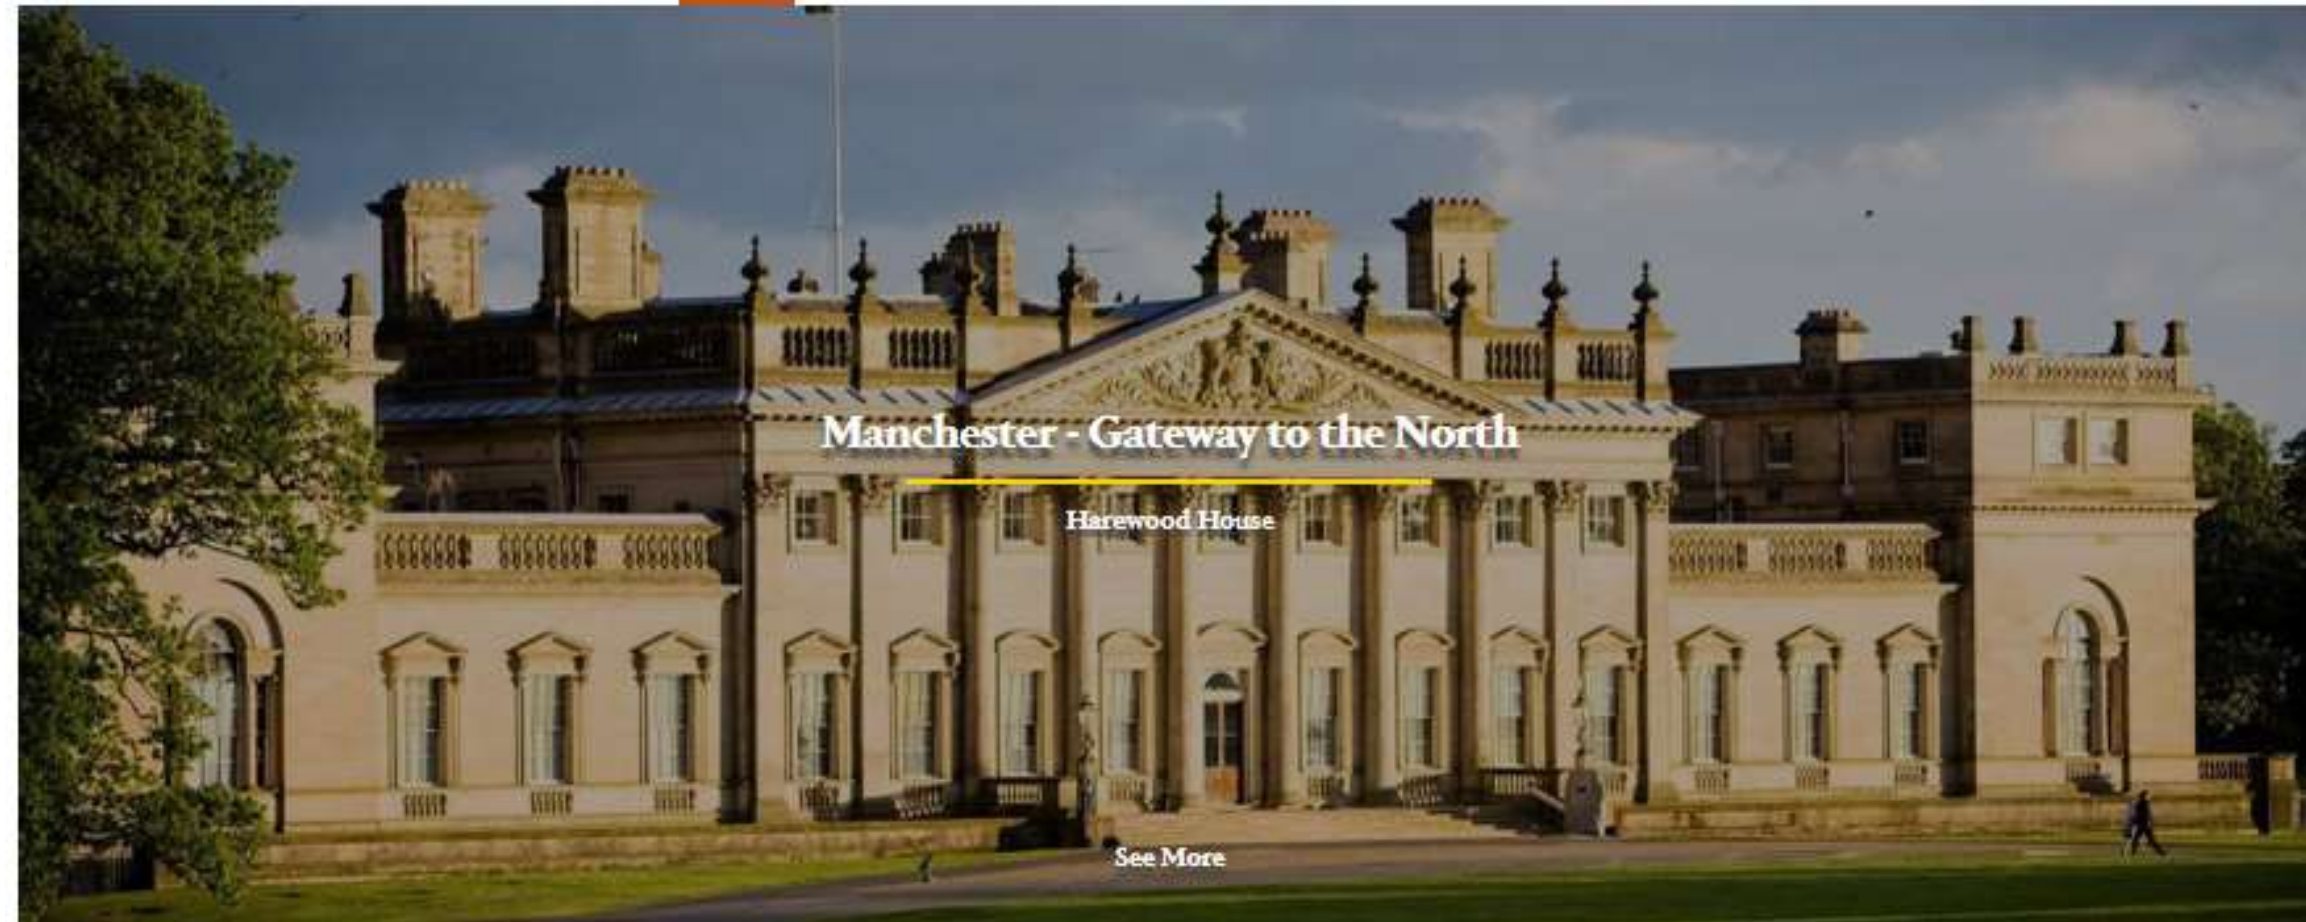 Manchester - Gateway to the North
Harewood House
See More